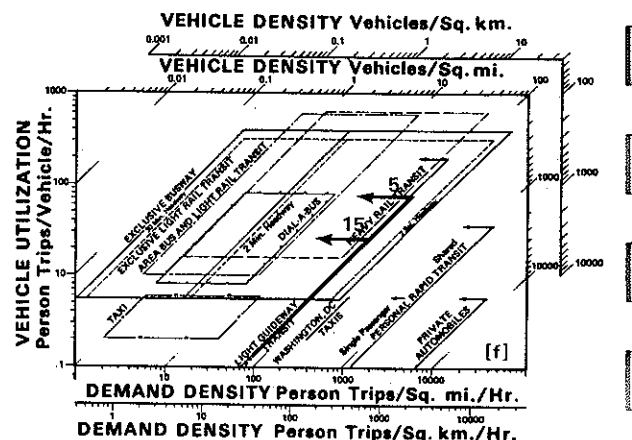 VEHICLE DENSITY Vehicles/Sq. km.
0.001 0.01 0.1 1 10
VEHICLE DENSITY Vehicles/Sq. mi.
0.01 0.1 1 10 100
100
1000
10000
100
1000
10000
VEHICLE UTILIZATION
Person Trips/Vehicle/Hr.
1000
100
10
.1
EXCLUSIVE BUSWAY
EXCLUSIVE LIGHT RAIL TRANSIT
AREA BUS AND LIGHT RAIL TRANSIT
2 Min. Headway
DIAL-A BUS
HEAVY RAIL TRANSIT
5
15
TAXI
LIGHT GUIDEWAY
TRANSIT
WASHINGTON, DC
TAXIS
Single Passenger
Shared
PERSONAL RAPID TRANSIT
PRIVATE
AUTOMOBILES
[f]
1 10 100 1000 10000
DEMAND DENSITY Person Trips/Sq. mi./Hr.
1 10 100 1000 10000
DEMAND DENSITY Person Trips/Sq. km./Hr.